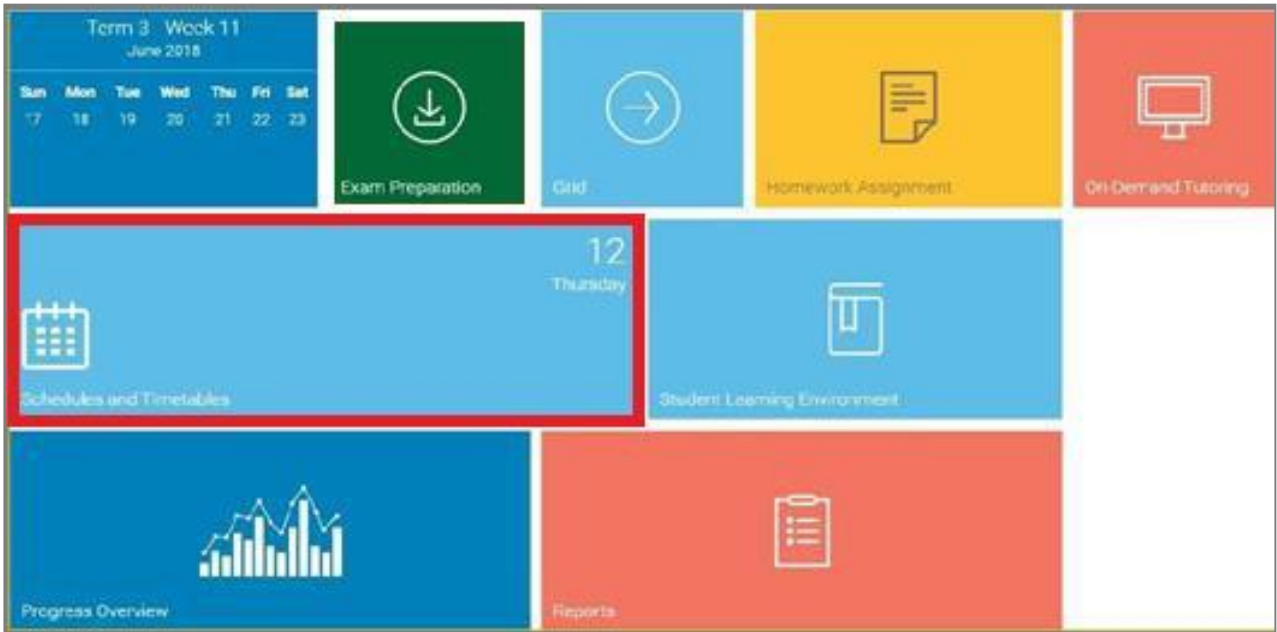 Term 3 Week 11
June 2018
Sun Mon Tue Wed Thu Fri Sat
17 18 19 20 21 22 23
Exam Preparation
Grid
Homework Assignment
On-Demand Tutoring
12
Thursday
Schedules and Timetables
Student Learning Environment
Progress Overview
Reports